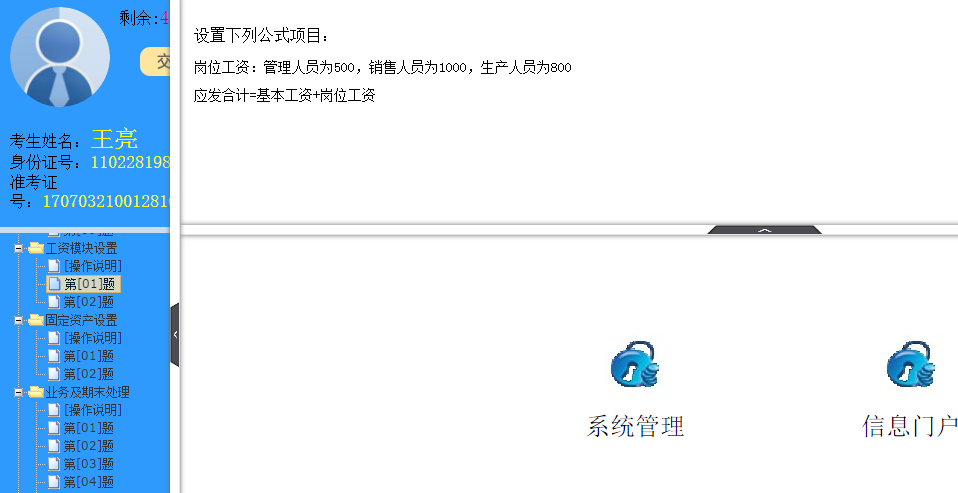 剩余:4
交
考生姓名：王亮
身份证号：110228198
准考证
号：170703210012810
工资模块设置
[操作说明]
第[01]题
第[02]题
固定资产设置
[操作说明]
第[01]题
第[02]题
业务及期末处理
[操作说明]
第[01]题
第[02]题
第[03]题
第[04]题
设置下列公式项目：
岗位工资：管理人员为500，销售人员为1000，生产人员为800
应发合计=基本工资+岗位工资
系统管理
信息门户